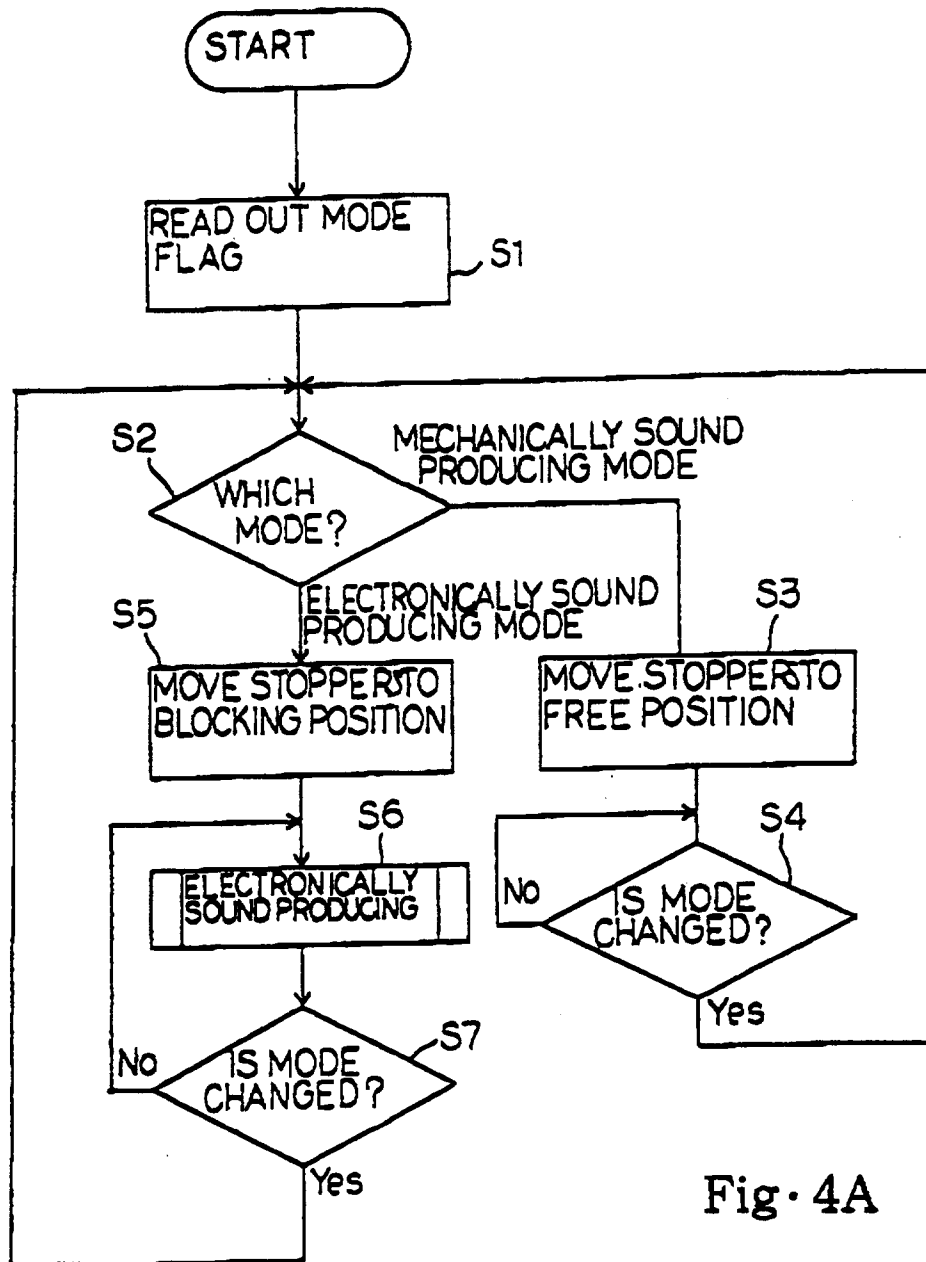 START
READ OUT MODE
FLAG
S1
S2
MECHANICALLY SOUND
PRODUCING MODE
WHICH
MODE?
ELECTRONICALLY SOUND
PRODUCING MODE
S5
S3
MOVE STOPPERS TO
BLOCKING POSITION
MOVE STOPPERS TO
FREE POSITION
S6
S4
ELECTRONICALLY
SOUND PRODUCING
No
IS MODE
CHANGED?
Yes
S7
No
IS MODE
CHANGED?
Yes
Fig. 4A